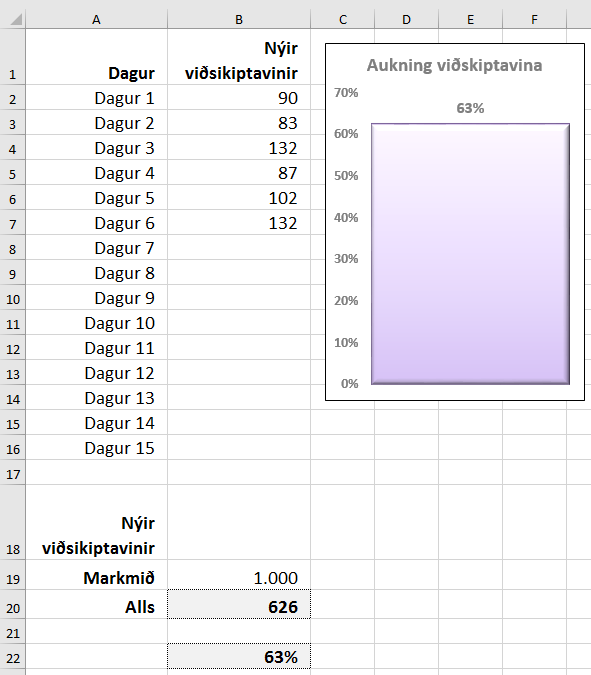 A B C D E F
1 Dagur Nýir viðsikiptavinir
2 Dagur 1 90
3 Dagur 2 83
4 Dagur 3 132
5 Dagur 4 87
6 Dagur 5 102
7 Dagur 6 132
8 Dagur 7
9 Dagur 8
10 Dagur 9
11 Dagur 10
12 Dagur 11
13 Dagur 12
14 Dagur 13
15 Dagur 14
16 Dagur 15
17
18 Nýir viðsikiptavinir
19 Markmið 1.000
20 Alls 626
21
22 63%
Aukning viðskiptavina
63%
70%
60%
50%
40%
30%
20%
10%
0%